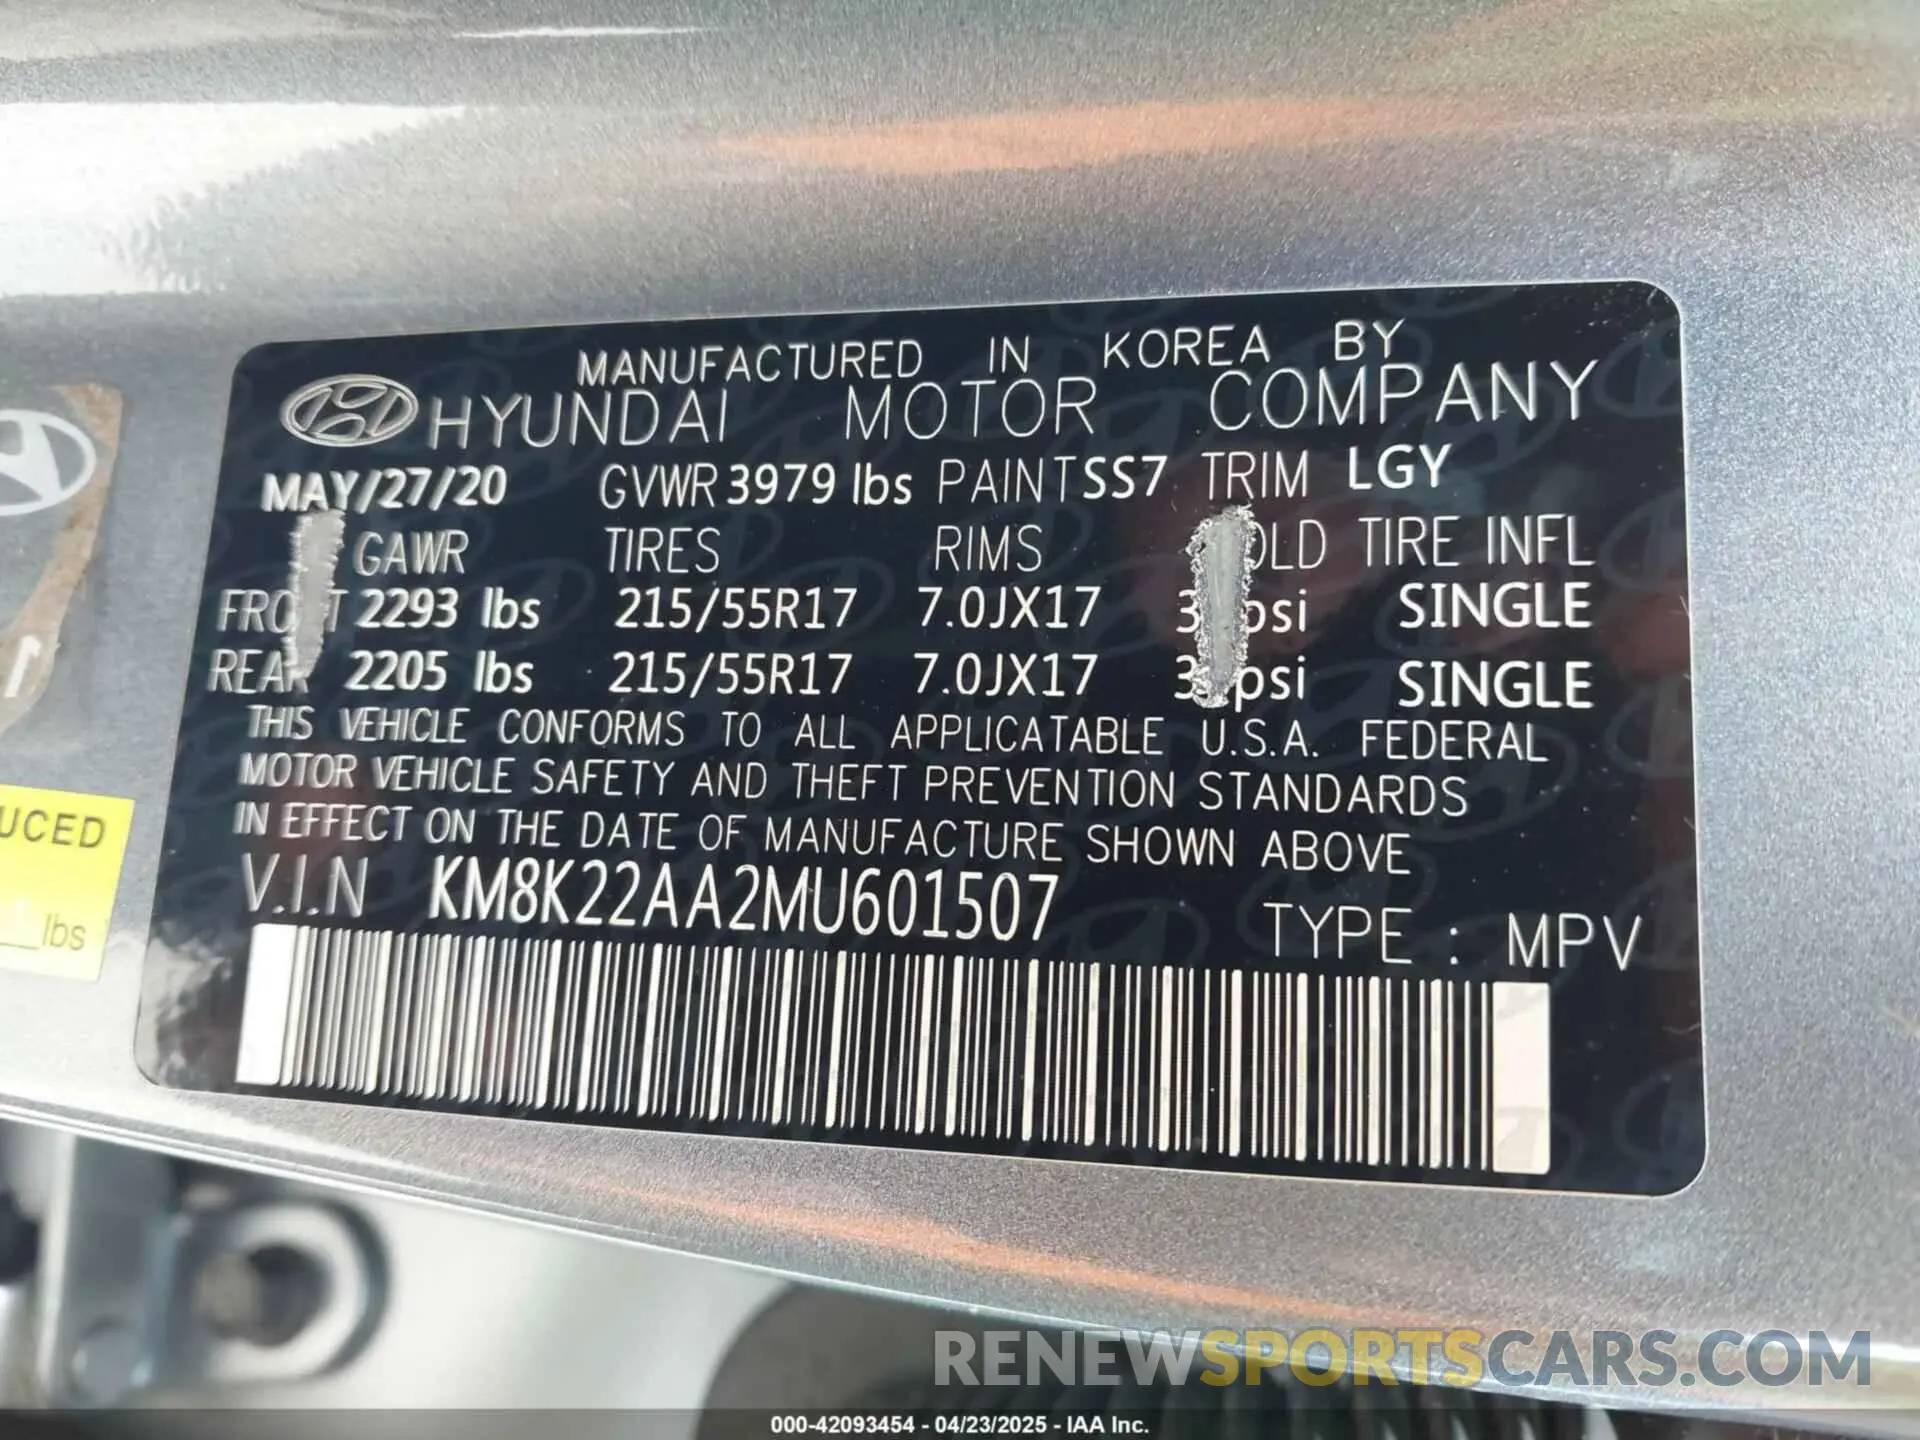 MANUFACTURED IN KOREA BY
HYUNDAI MOTOR COMPANY
MAY/27/20 GVWR 3979 lbs PAINT SS7 TRIM LGY
GAWR TIRES RIMS TIRE INFL
2293 lbs 215/55R17 7.0JX17 psi SINGLE
2205 lbs 215/55R17 7.0JX17 psi SINGLE
THIS VEHICLE CONFORMS TO ALL APPLICATABLE U.S.A. FEDERAL
MOTOR VEHICLE SAFETY AND THEFT PREVENTION STANDARDS
IN EFFECT ON THE DATE OF MANUFACTURE SHOWN ABOVE
V.I.N KM8K22AA2MU601507 TYPE : MPV
UCED
lbs
RENEWSPORTSCARS.COM
000-42093454 - 04/23/2025 - IAA Inc.